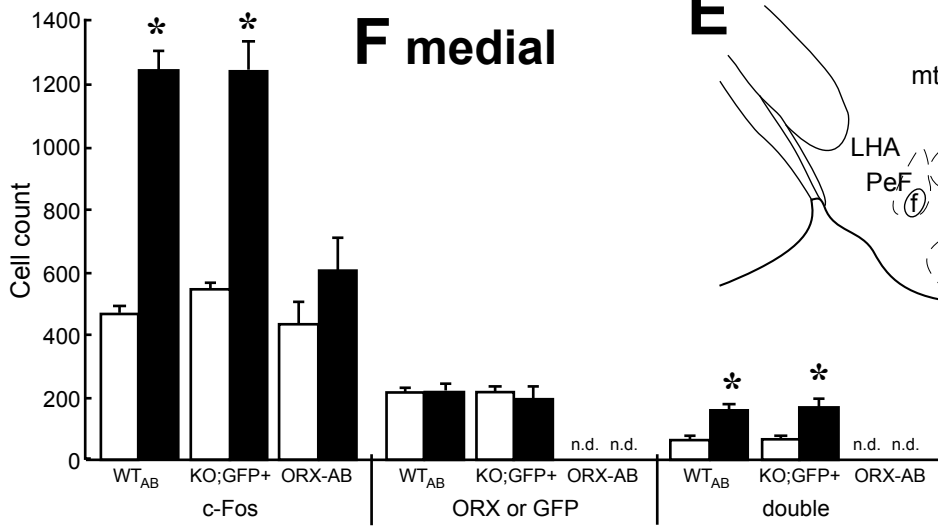 F medial
E
Cell count
1400
1200
1000
800
600
400
200
0
* *
* *
n.d. n.d.
n.d. n.d.
WTAB KO;GFP+ ORX-AB
WTAB KO;GFP+ ORX-AB
WTAB KO;GFP+ ORX-AB
c-Fos
ORX or GFP
double
mt
LHA
PeF
f